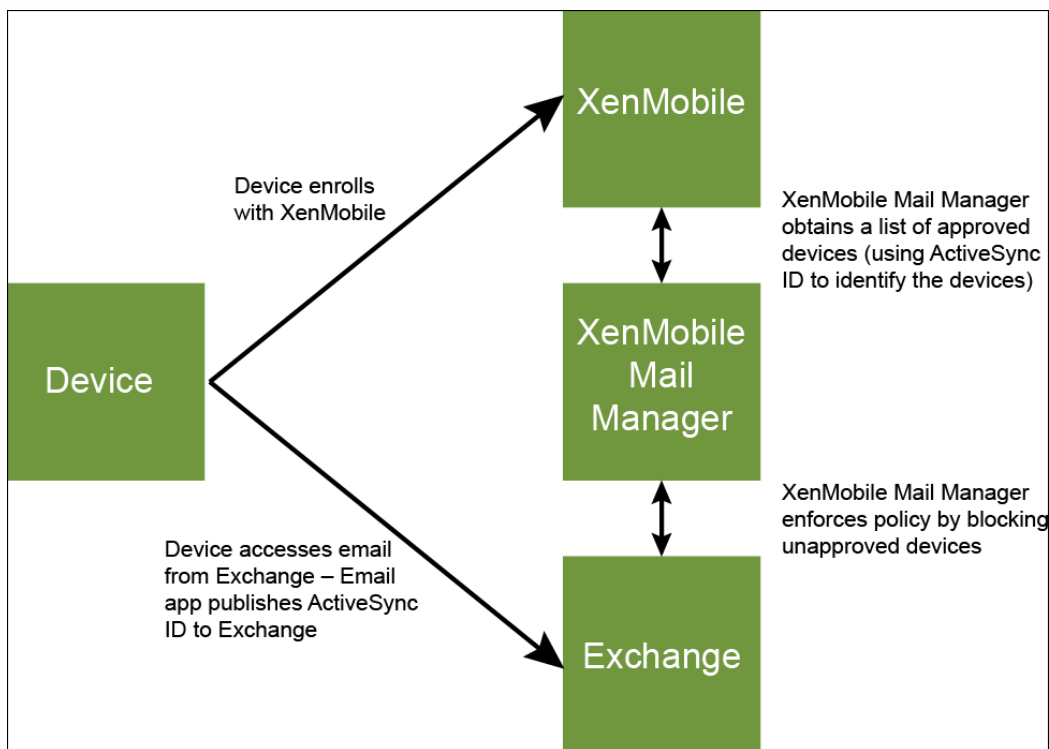 XenMobile
Device enrolls
with XenMobile
XenMobile Mail Manager
obtains a list of approved
devices (using ActiveSync
ID to identify the devices)
Device
XenMobile
Mail
Manager
XenMobile Mail Manager
enforces policy by blocking
unapproved devices
Device accesses email
from Exchange – Email
app publishes ActiveSync
ID to Exchange
Exchange